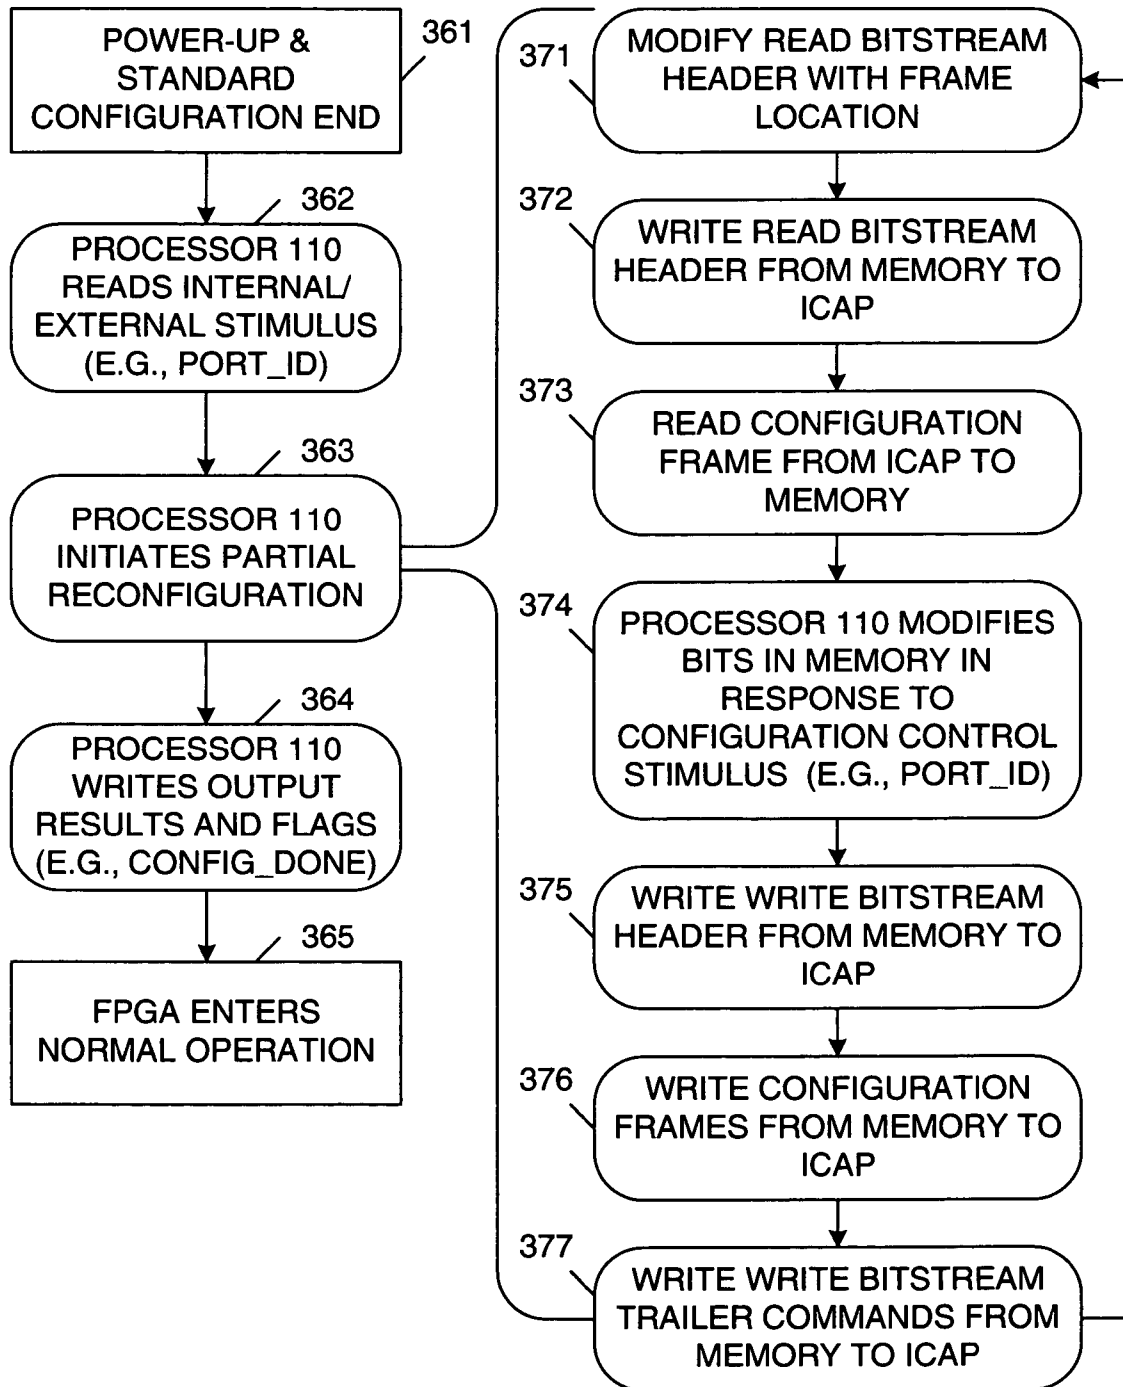 POWER-UP &
STANDARD
CONFIGURATION END
361
362
PROCESSOR 110
READS INTERNAL/
EXTERNAL STIMULUS
(E.G., PORT_ID)
363
PROCESSOR 110
INITIATES PARTIAL
RECONFIGURATION
364
PROCESSOR 110
WRITES OUTPUT
RESULTS AND FLAGS
(E.G., CONFIG_DONE)
365
FPGA ENTERS
NORMAL OPERATION
371
MODIFY READ BITSTREAM
HEADER WITH FRAME
LOCATION
372
WRITE READ BITSTREAM
HEADER FROM MEMORY TO
ICAP
373
READ CONFIGURATION
FRAME FROM ICAP TO
MEMORY
374
PROCESSOR 110 MODIFIES
BITS IN MEMORY IN
RESPONSE TO
CONFIGURATION CONTROL
STIMULUS (E.G., PORT_ID)
375
WRITE WRITE BITSTREAM
HEADER FROM MEMORY TO
ICAP
376
WRITE CONFIGURATION
FRAMES FROM MEMORY TO
ICAP
377
WRITE WRITE BITSTREAM
TRAILER COMMANDS FROM
MEMORY TO ICAP